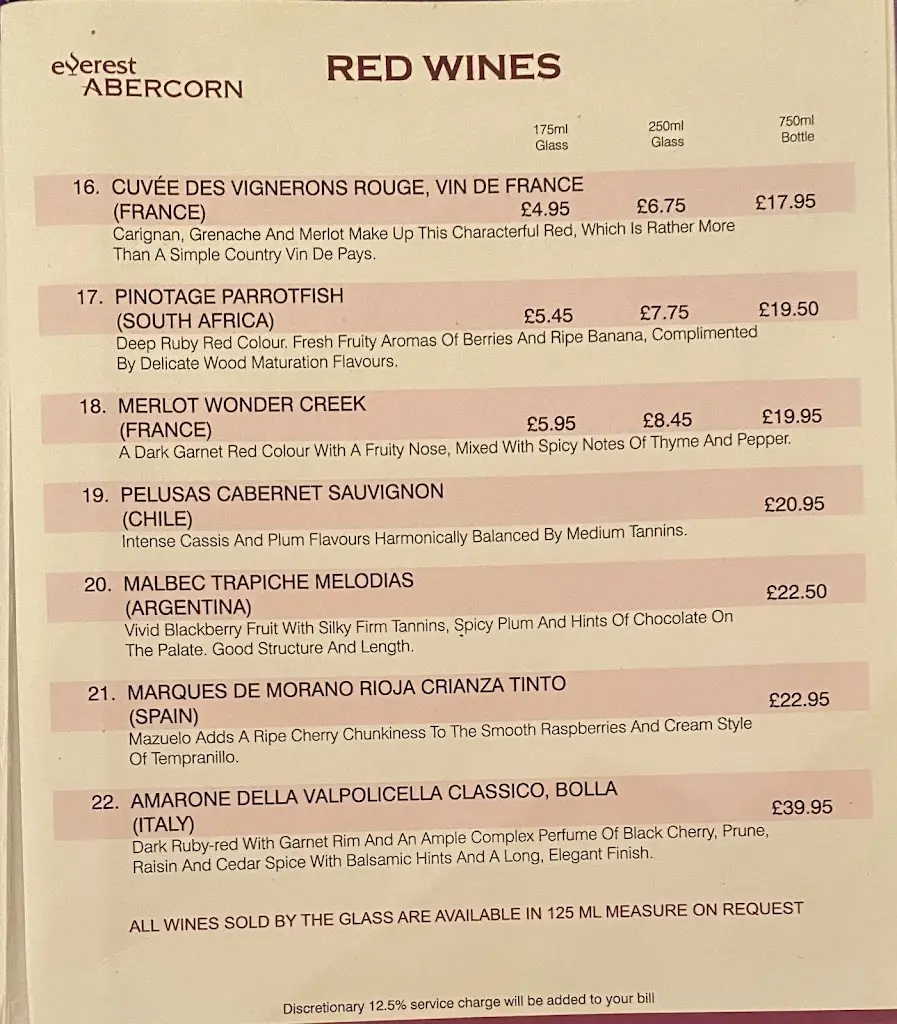 everest
ABERCORN
RED WINES
175ml
Glass
250ml
Glass
750ml
Bottle
16. CUVÉE DES VIGNERONS ROUGE, VIN DE FRANCE
(FRANCE) £4.95 £6.75 £17.95
Carignan, Grenache And Merlot Make Up This Characterful Red, Which Is Rather More
Than A Simple Country Vin De Pays.
17. PINOTAGE PARROTFISH
(SOUTH AFRICA) £5.45 £7.75 £19.50
Deep Ruby Red Colour. Fresh Fruity Aromas Of Berries And Ripe Banana, Complimented
By Delicate Wood Maturation Flavours.
18. MERLOT WONDER CREEK
(FRANCE) £5.95 £8.45 £19.95
A Dark Garnet Red Colour With A Fruity Nose, Mixed With Spicy Notes Of Thyme And Pepper.
19. PELUSAS CABERNET SAUVIGNON
(CHILE) £20.95
Intense Cassis And Plum Flavours Harmonically Balanced By Medium Tannins.
20. MALBEC TRAPICHE MELODIAS
(ARGENTINA) £22.50
Vivid Blackberry Fruit With Silky Firm Tannins, Spicy Plum And Hints Of Chocolate On
The Palate. Good Structure And Length.
21. MARQUES DE MORANO RIOJA CRIANZA TINTO
(SPAIN) £22.95
Mazuelo Adds A Ripe Cherry Chunkiness To The Smooth Raspberries And Cream Style
Of Tempranillo.
22. AMARONE DELLA VALPOLICELLA CLASSICO, BOLLA
(ITALY) £39.95
Dark Ruby-red With Garnet Rim And An Ample Complex Perfume Of Black Cherry, Prune,
Raisin And Cedar Spice With Balsamic Hints And A Long, Elegant Finish.
ALL WINES SOLD BY THE GLASS ARE AVAILABLE IN 125 ML MEASURE ON REQUEST
Discretionary 12.5% service charge will be added to your bill